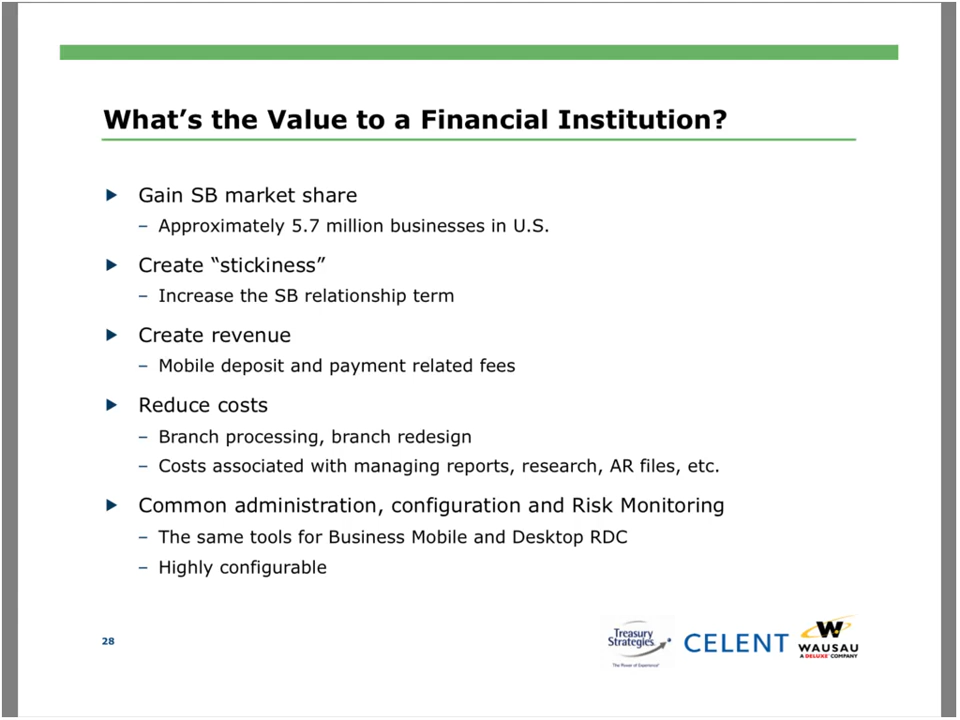 What’s the Value to a Financial Institution?
Gain SB market share
– Approximately 5.7 million businesses in U.S.
Create “stickiness”
– Increase the SB relationship term
Create revenue
– Mobile deposit and payment related fees
Reduce costs
– Branch processing, branch redesign
– Costs associated with managing reports, research, AR files, etc.
Common administration, configuration and Risk Monitoring
– The same tools for Business Mobile and Desktop RDC
– Highly configurable
28
Treasury
Strategies
The Power of Experience
CELENT
W
WAUSAU
A DELUXE COMPANY